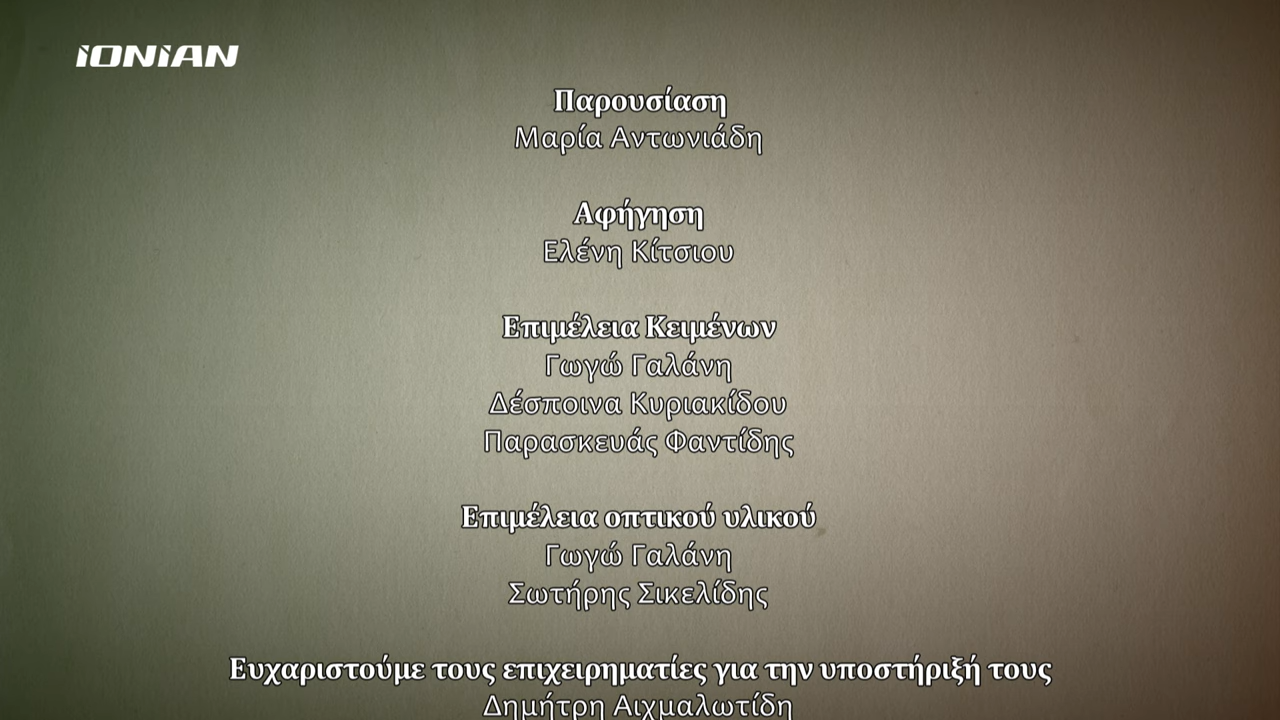 iONiAN
Παρουσίαση
Μαρία Αντωνιάδη
Αφήγηση
Ελένη Κίτσιου
Επιμέλεια Κειμένων
Γωγώ Γαλάνη
Δέσποινα Κυριακίδου
Παρασκευάς Φαντίδης
Επιμέλεια οπτικού υλικού
Γωγώ Γαλάνη
Σωτήρης Σικελίδης
Ευχαριστούμε τους επιχειρηματίες για την υποστήριξή τους
Δημήτρη Αιχμαλωτίδη